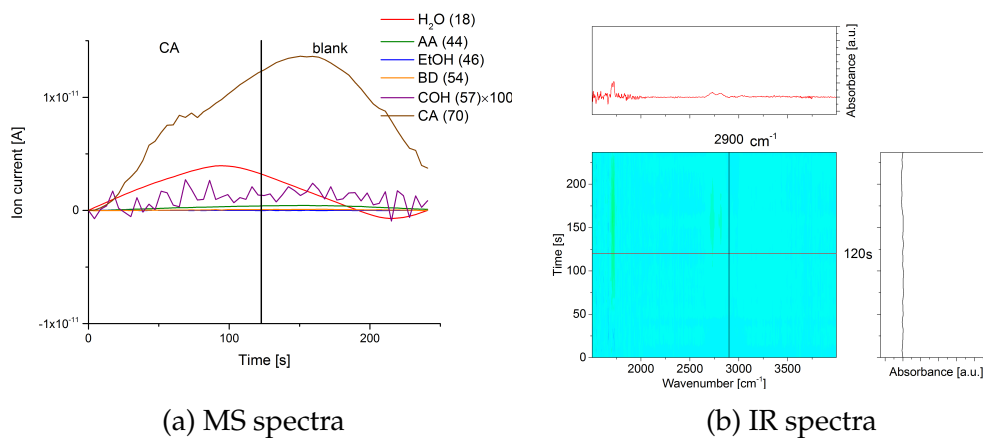 CA
blank
H₂O (18)
AA (44)
EtOH (46)
BD (54)
COH (57)×100
CA (70)
1x10⁻¹¹
0
-1x10⁻¹¹
Ion current [A]
0
100
200
Time [s]
(a) MS spectra
Absorbance [a.u.]
2900 cm⁻¹
200
150
100
50
0
Time [s]
120s
2000
2500
3000
3500
Wavenumber [cm⁻¹]
Absorbance [a.u.]
(b) IR spectra